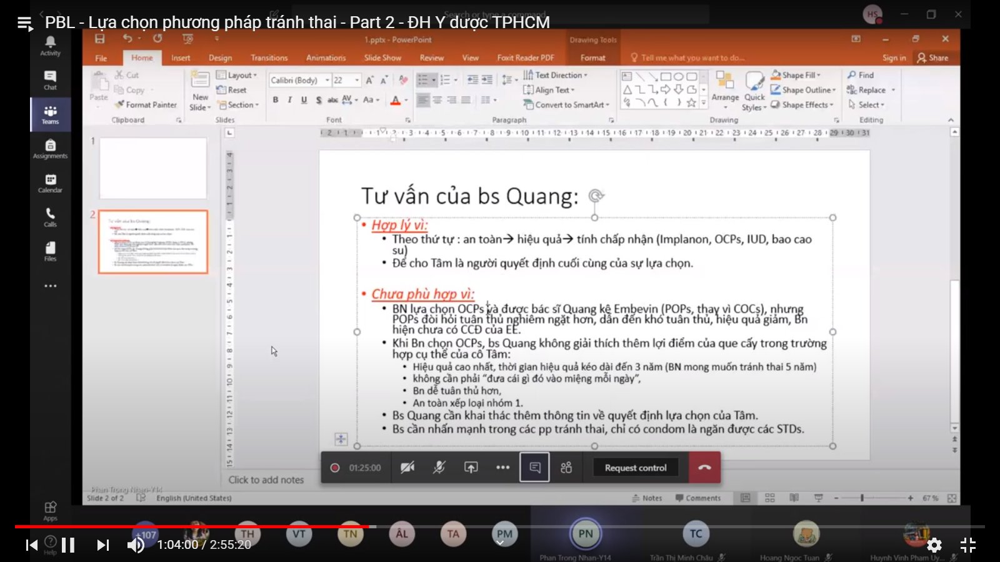 Search or type a command
PBL - Lựa chọn phương pháp tránh thai - Part 2 - ĐH Y dược TPHCM
HS
Activity
Chat
Teams
Assignments
Calendar
Calls
Files
Apps
Help
1.pptx - PowerPoint
Drawing Tools
File Home Insert Design Transitions Animations Slide Show Review View Foxit Reader PDF Format Tell me what you want to do... Sign in Share
Paste
Cut
Copy
Format Painter
Clipboard
New Slide
Layout
Reset
Section
Slides
Calibri (Body) 22
B I U S abc AV Aa A
Font
Text Direction
Align Text
Convert to SmartArt
Paragraph
Arrange
Quick Styles
Shape Fill
Shape Outline
Shape Effects
Drawing
Find
Replace
Select
Editing
1
2
Tư vấn của bs Quang:
• Hợp lý vì:
• Theo thứ tự : an toàn→ hiệu quả→ tính chấp nhận (Implanon, OCPs, IUD, bao cao
su)
• Để cho Tâm là người quyết định cuối cùng của sự lựa chọn.
• Chưa phù hợp vì:
• BN lựa chọn OCPs và được bác sĩ Quang kê Embevin (POPs, thay vì COCs), nhưng
POPs đòi hỏi tuân thủ nghiêm ngặt hơn, dẫn đến khó tuân thủ, hiệu quả giảm, Bn
hiện chưa có CCĐ của EE.
• Khi Bn chọn OCPs, bs Quang không giải thích thêm lợi điểm của que cấy trong trường
hợp cụ thể của cô Tâm:
• Hiệu quả cao nhất, thời gian hiệu quả kéo dài đến 3 năm (BN mong muốn tránh thai 5 năm)
• không cần phải “đưa cái gì đó vào miệng mỗi ngày”,
• Bn dễ tuân thủ hơn,
• An toàn xếp loại nhóm 1.
• Bs Quang cần khai thác thêm thông tin về quyết định lựa chọn của Tâm.
• Bs cần nhấn mạnh trong các pp tránh thai, chỉ có condom là ngăn được các STDs.
01:25:00
Request control
Click to add notes
Phan Trong Nhan-Y14
Slide 2 of 2 English (United States) Notes Comments 67 %
+107 TH VT TN ÂL TA PM PN TC
1:04:00 / 2:55:20
Phan Trong Nhan-Y14
Trần Thị Minh Châu
Hoang Ngoc Tuan
Huynh Vinh Pham Uy...